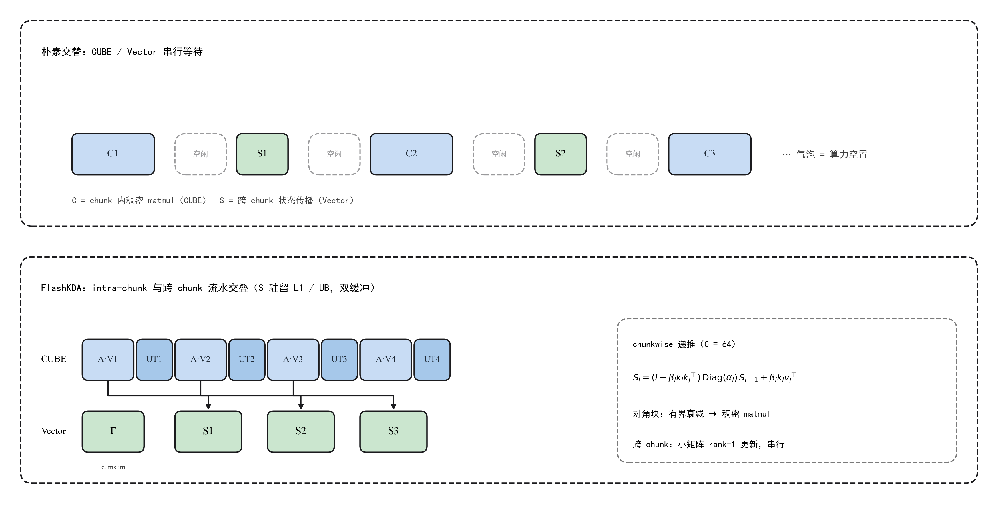 朴素交替：CUBE / Vector 串行等待
C1 空闲 S1 空闲 C2 空闲 S2 空闲 C3 ··· 气泡 = 算力空置
C = chunk 内稠密 matmul（CUBE） S = 跨 chunk 状态传播（Vector）
FlashKDA：intra-chunk 与跨 chunk 流水交叠（S 驻留 L1 / UB，双缓冲）
CUBE A·V1 UT1 A·V2 UT2 A·V3 UT3 A·V4 UT4
Vector Γ S1 S2 S3
cumsum
chunkwise 递推（C = 64）
S_i = (I − β_i k_i k_i^⊤) Diag(α_i) S_{i−1} + β_i k_i v_i^⊤
对角块：有界衰减 → 稠密 matmul
跨 chunk：小矩阵 rank-1 更新，串行